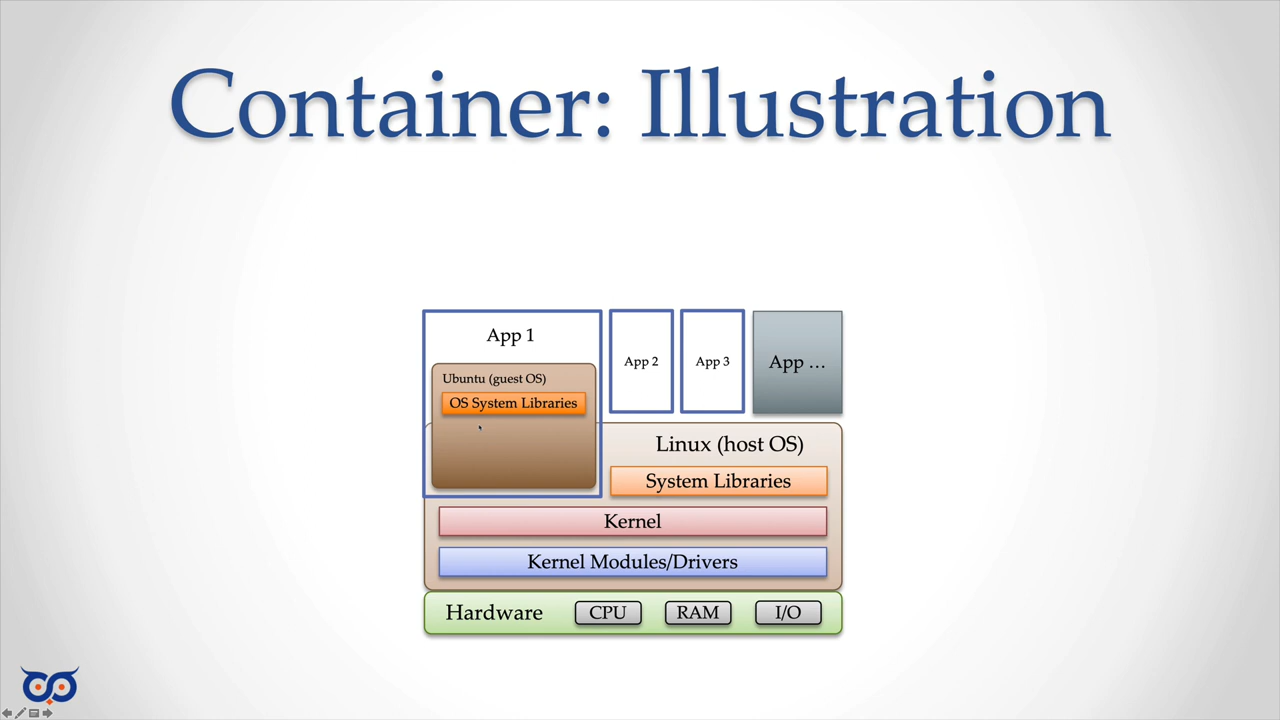 Container: Illustration
App 1
App 2
App 3
App …
Ubuntu (guest OS)
OS System Libraries
Linux (host OS)
System Libraries
Kernel
Kernel Modules/Drivers
Hardware
CPU
RAM
I/O